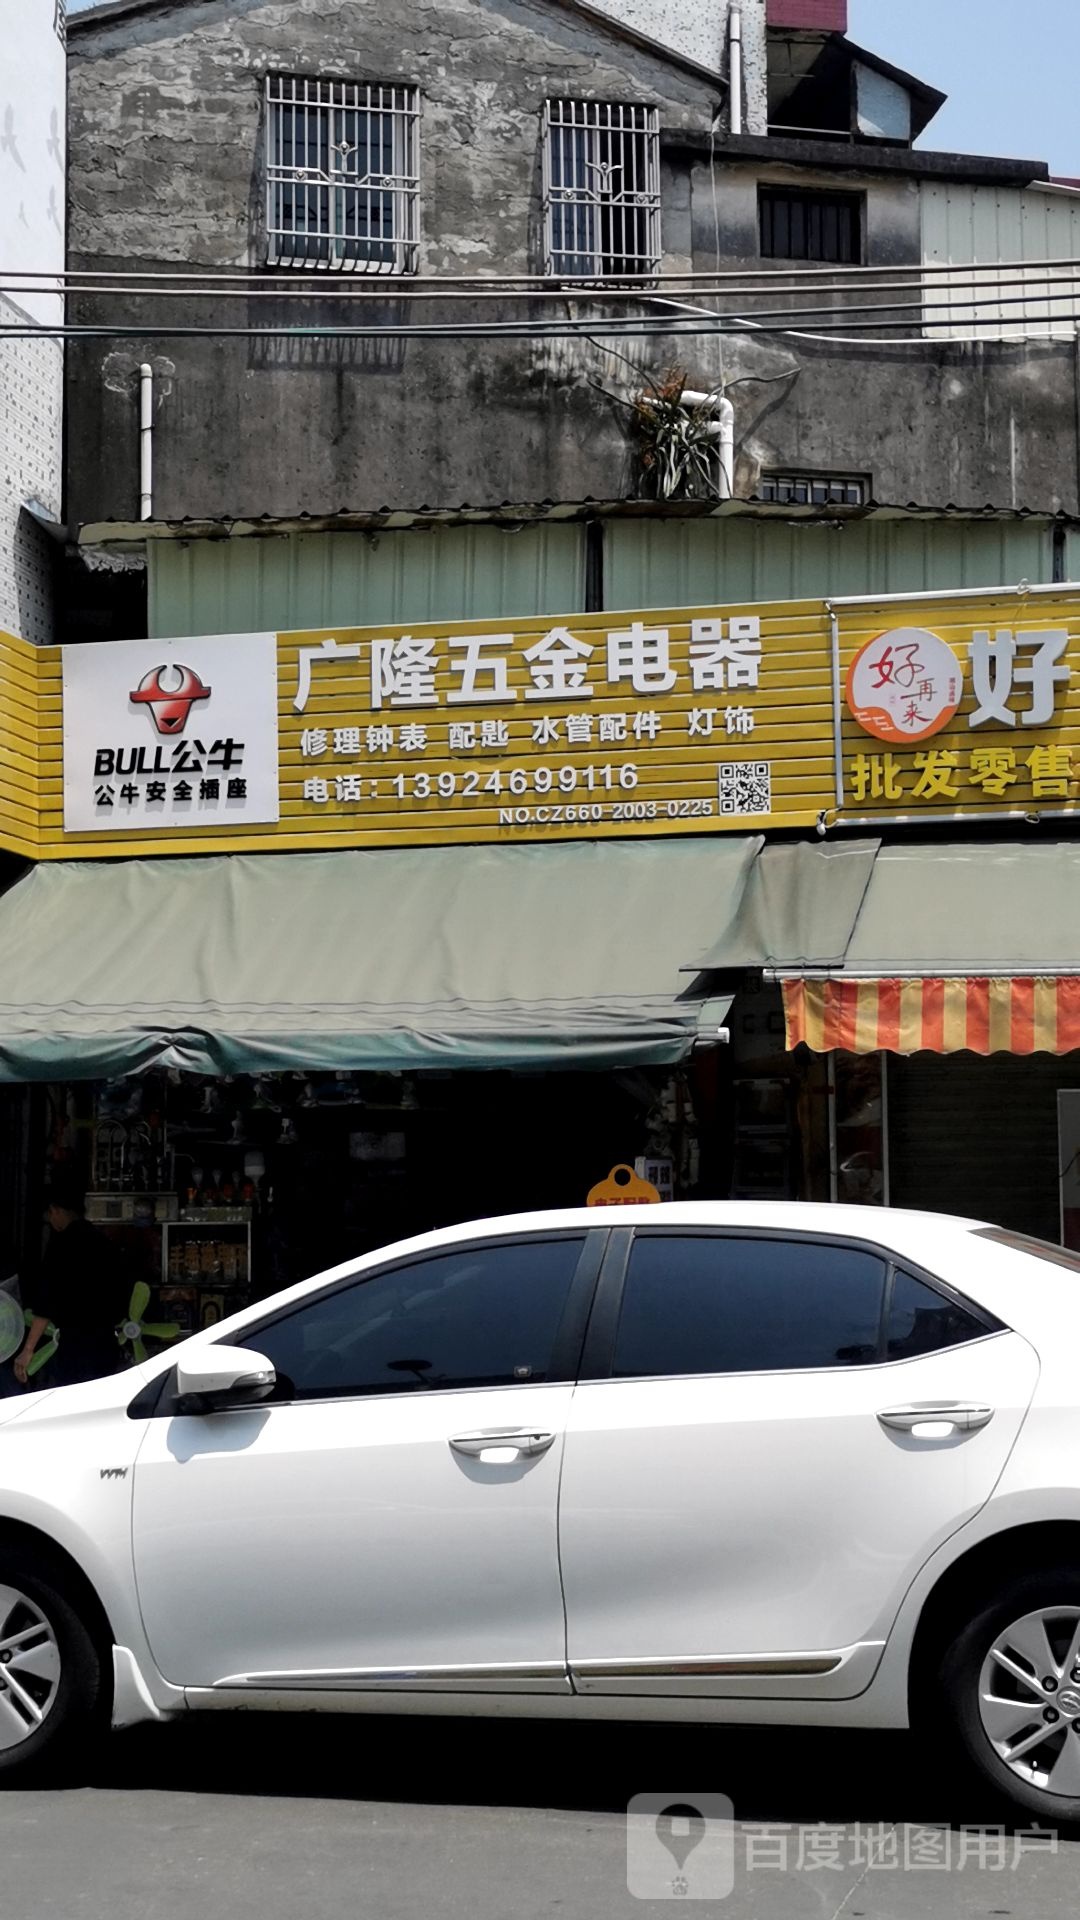 BULL公牛
公牛安全插座
广隆五金电器
修理钟表 配匙 水管配件 灯饰
电话：13924699116
NO.CZ660-2003-0225
好再来
好
批发零售
百度地图用户